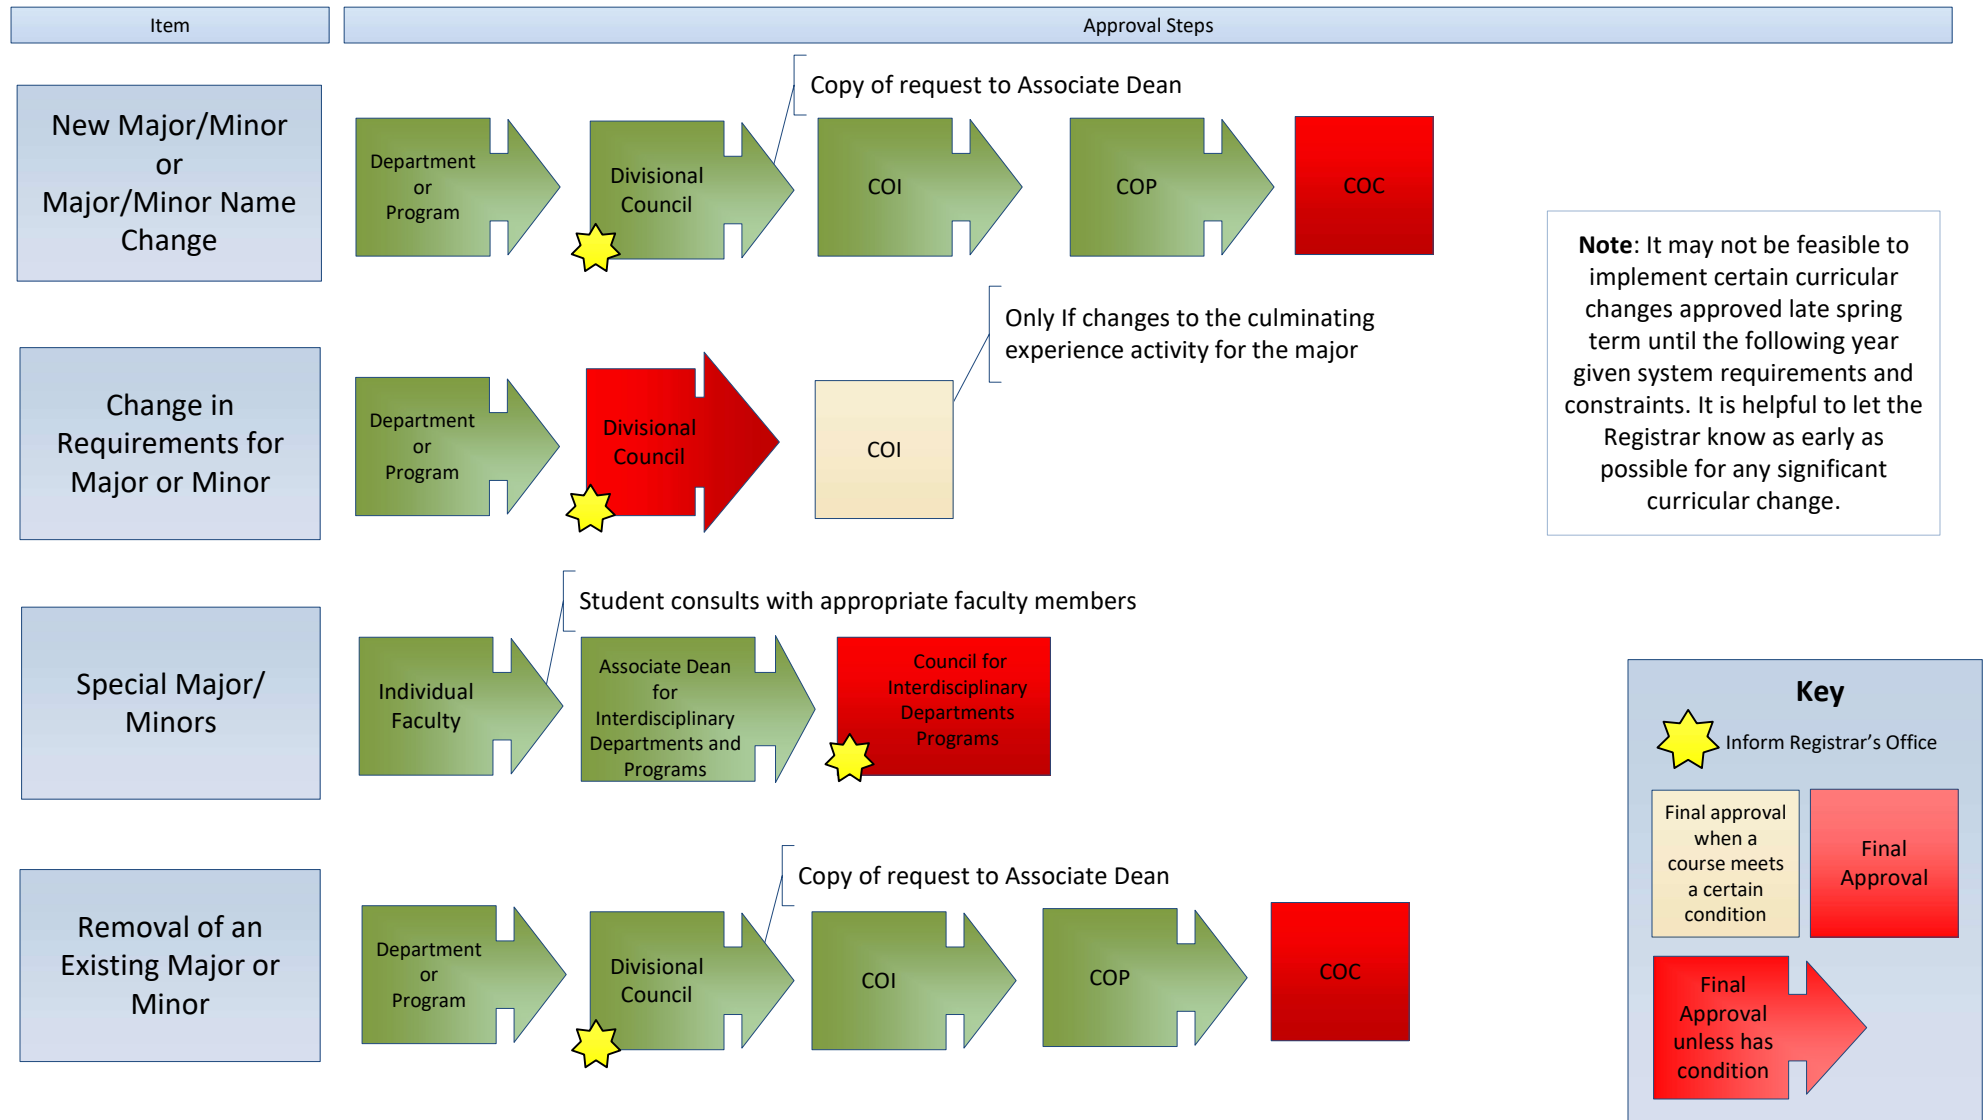 Item
Approval Steps
New Major/Minor
or
Major/Minor Name
Change
Department
or
Program
Divisional
Council
Copy of request to Associate Dean
COI
COP
COC
Note: It may not be feasible to
implement certain curricular
changes approved late spring
term until the following year
given system requirements and
constraints. It is helpful to let the
Registrar know as early as
possible for any significant
curricular change.
Change in
Requirements for
Major or Minor
Department
or
Program
Divisional
Council
COI
Only If changes to the culminating
experience activity for the major
Special Major/
Minors
Individual
Faculty
Student consults with appropriate faculty members
Associate Dean
for
Interdisciplinary
Departments and
Programs
Council for
Interdisciplinary
Departments
Programs
Removal of an
Existing Major or
Minor
Department
or
Program
Divisional
Council
Copy of request to Associate Dean
COI
COP
COC
Key
Inform Registrar’s Office
Final approval
when a
course meets
a certain
condition
Final
Approval
Final
Approval
unless has
condition